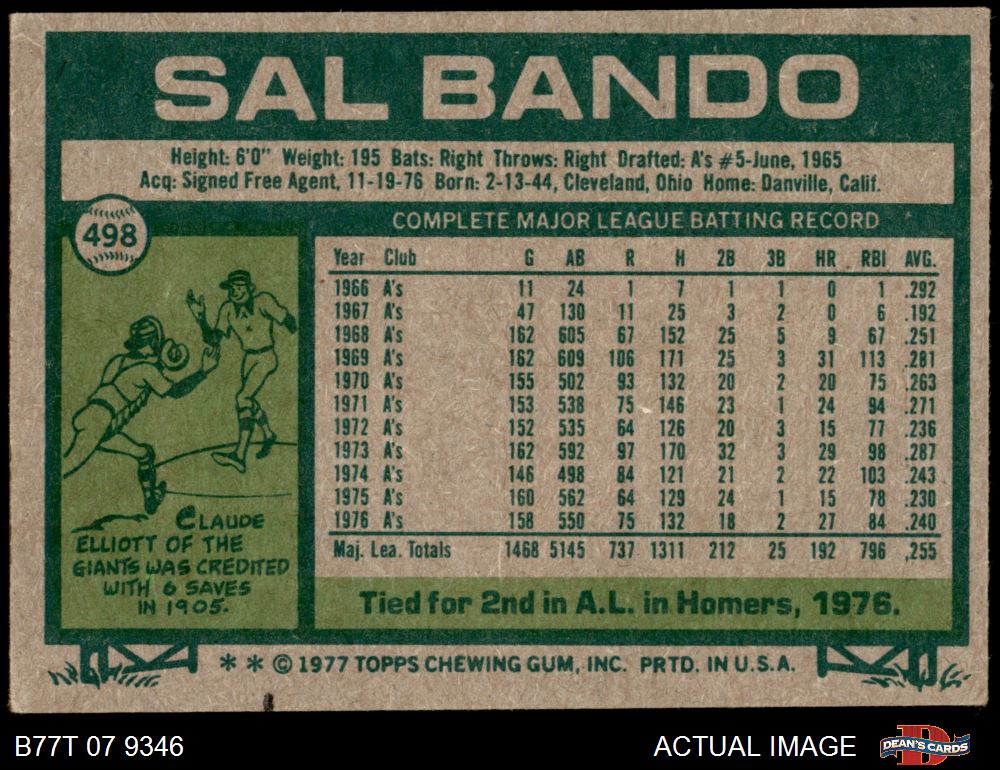 SAL BANDO
Height: 6'0" Weight: 195 Bats: Right Throws: Right Drafted: A's #5-June, 1965
Acq: Signed Free Agent, 11-19-76 Born: 2-13-44, Cleveland, Ohio Home: Danville, Calif.
498
COMPLETE MAJOR LEAGUE BATTING RECORD
Year Club G AB R H 2B 3B HR RBI AVG.
1966 A's 11 24 1 7 1 1 0 1 .292
1967 A's 47 130 11 25 3 2 0 6 .192
1968 A's 162 605 67 152 25 5 9 67 .251
1969 A's 162 609 106 171 25 3 31 113 .281
1970 A's 155 502 93 132 20 2 20 75 .263
1971 A's 153 538 75 146 23 1 24 94 .271
1972 A's 152 535 64 126 20 3 15 77 .236
1973 A's 162 592 97 170 32 3 29 98 .287
1974 A's 146 498 84 121 21 2 22 103 .243
1975 A's 160 562 64 129 24 1 15 78 .230
1976 A's 158 550 75 132 18 2 27 84 .240
Maj. Lea. Totals 1468 5145 737 1311 212 25 192 796 .255
CLAUDE
ELLIOTT OF THE
GIANTS WAS CREDITED
WITH 6 SAVES
IN 1905.
Tied for 2nd in A.L. in Homers, 1976.
* * © 1977 TOPPS CHEWING GUM, INC. PRTD. IN U.S.A.
B77T 07 9346
ACTUAL IMAGE
D
DEAN'S CARDS